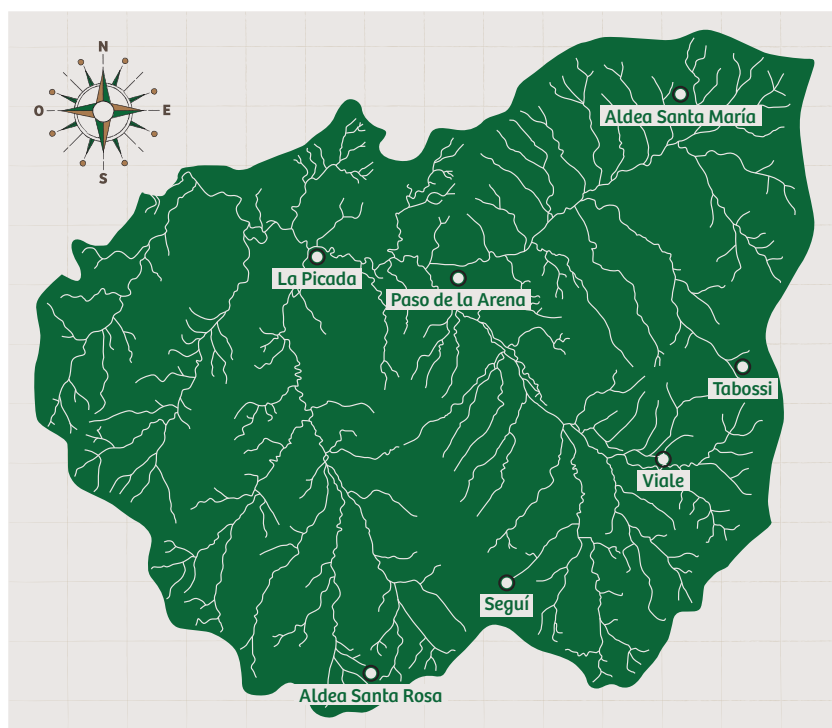 N
O
E
S
Aldea Santa María
La Picada
Paso de la Arena
Tabossi
Viale
Seguí
Aldea Santa Rosa